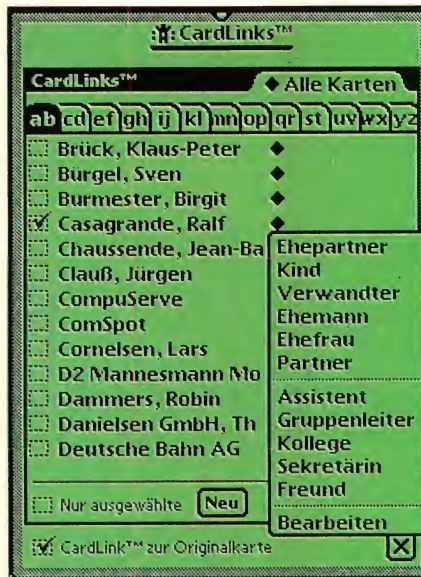 CardLinks™
CardLinks™
◆ Alle Karten
ab cd ef gh ij kl mn op qr st uv wx yz
Brück, Klaus-Peter ◆
Bürgel, Sven ◆
Burmester, Birgit ◆
Casagrande, Ralf ◆
Chaussende, Jean-Ba
Clauß, Jürgen
CompuServe
ComSpot
Cornelsen, Lars
D2 Mannesmann Mo
Dammers, Robin
Danielsen GmbH, Th
Deutsche Bahn AG
Ehepartner
Kind
Verwandter
Ehemann
Ehefrau
Partner
Assistent
Gruppenleiter
Kollege
Sekretärin
Freund
Bearbeiten
Nur ausgewählte
Neu
CardLink™ zur Originalkarte